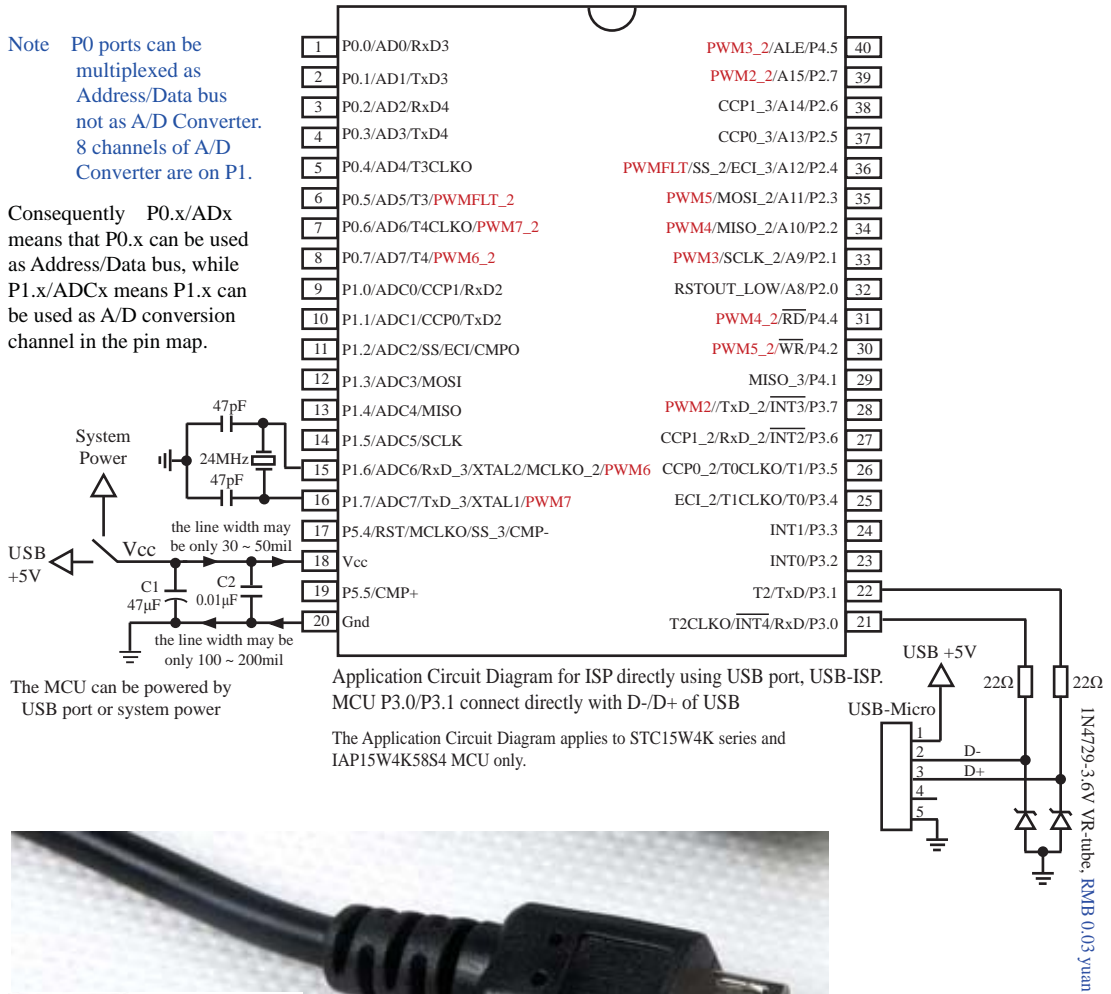 Note P0 ports can be
multiplexed as
Address/Data bus
not as A/D Converter.
8 channels of A/D
Converter are on P1.
Consequently P0.x/ADx
means that P0.x can be used
as Address/Data bus, while
P1.x/ADCx means P1.x can
be used as A/D conversion
channel in the pin map.
1 P0.0/AD0/RxD3
2 P0.1/AD1/TxD3
3 P0.2/AD2/RxD4
4 P0.3/AD3/TxD4
5 P0.4/AD4/T3CLKO
6 P0.5/AD5/T3/PWMFLT_2
7 P0.6/AD6/T4CLKO/PWM7_2
8 P0.7/AD7/T4/PWM6_2
9 P1.0/ADC0/CCP1/RxD2
10 P1.1/ADC1/CCP0/TxD2
11 P1.2/ADC2/SS/ECI/CMPO
12 P1.3/ADC3/MOSI
13 P1.4/ADC4/MISO
14 P1.5/ADC5/SCLK
15 P1.6/ADC6/RxD_3/XTAL2/MCLKO_2/PWM6
16 P1.7/ADC7/TxD_3/XTAL1/PWM7
17 P5.4/RST/MCLKO/SS_3/CMP-
18 Vcc
19 P5.5/CMP+
20 Gnd
PWM3_2/ALE/P4.5 40
PWM2_2/A15/P2.7 39
CCP1_3/A14/P2.6 38
CCP0_3/A13/P2.5 37
PWMFLT/SS_2/ECI_3/A12/P2.4 36
PWM5/MOSI_2/A11/P2.3 35
PWM4/MISO_2/A10/P2.2 34
PWM3/SCLK_2/A9/P2.1 33
RSTOUT_LOW/A8/P2.0 32
PWM4_2/RD/P4.4 31
PWM5_2/WR/P4.2 30
MISO_3/P4.1 29
PWM2//TxD_2/INT3/P3.7 28
CCP1_2/RxD_2/INT2/P3.6 27
CCP0_2/T0CLKO/T1/P3.5 26
ECI_2/T1CLKO/T0/P3.4 25
INT1/P3.3 24
INT0/P3.2 23
T2/TxD/P3.1 22
T2CLKO/INT4/RxD/P3.0 21
47pF
24MHz
47pF
System
Power
USB
+5V
Vcc
the line width may
be only 30 ~ 50mil
C1
47μF
C2
0.01μF
the line width may be
only 100 ~ 200mil
The MCU can be powered by
USB port or system power
Application Circuit Diagram for ISP directly using USB port, USB-ISP.
MCU P3.0/P3.1 connect directly with D-/D+ of USB
The Application Circuit Diagram applies to STC15W4K series and
IAP15W4K58S4 MCU only.
USB +5V
22Ω
22Ω
USB-Micro
1
2 D-
3 D+
4
5
1N4729-3.6V VR-tube, RMB 0.03 yuan